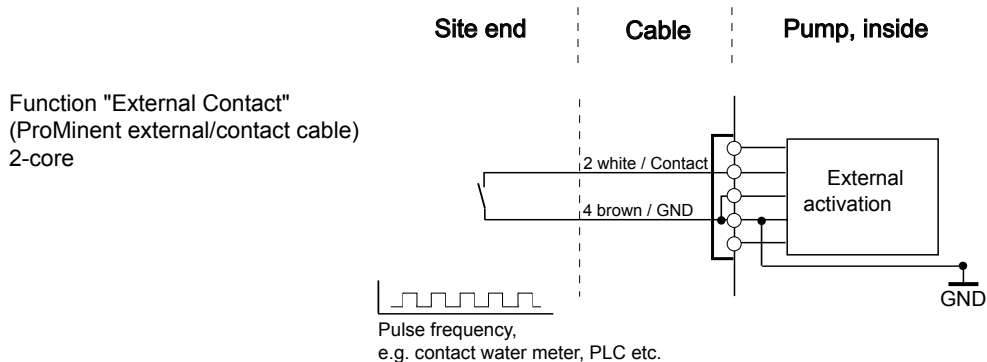 Site end
Cable
Pump, inside
Function "External Contact"
(ProMinent external/contact cable)
2-core
2 white / Contact
4 brown / GND
External
activation
GND
Pulse frequency,
e.g. contact water meter, PLC etc.